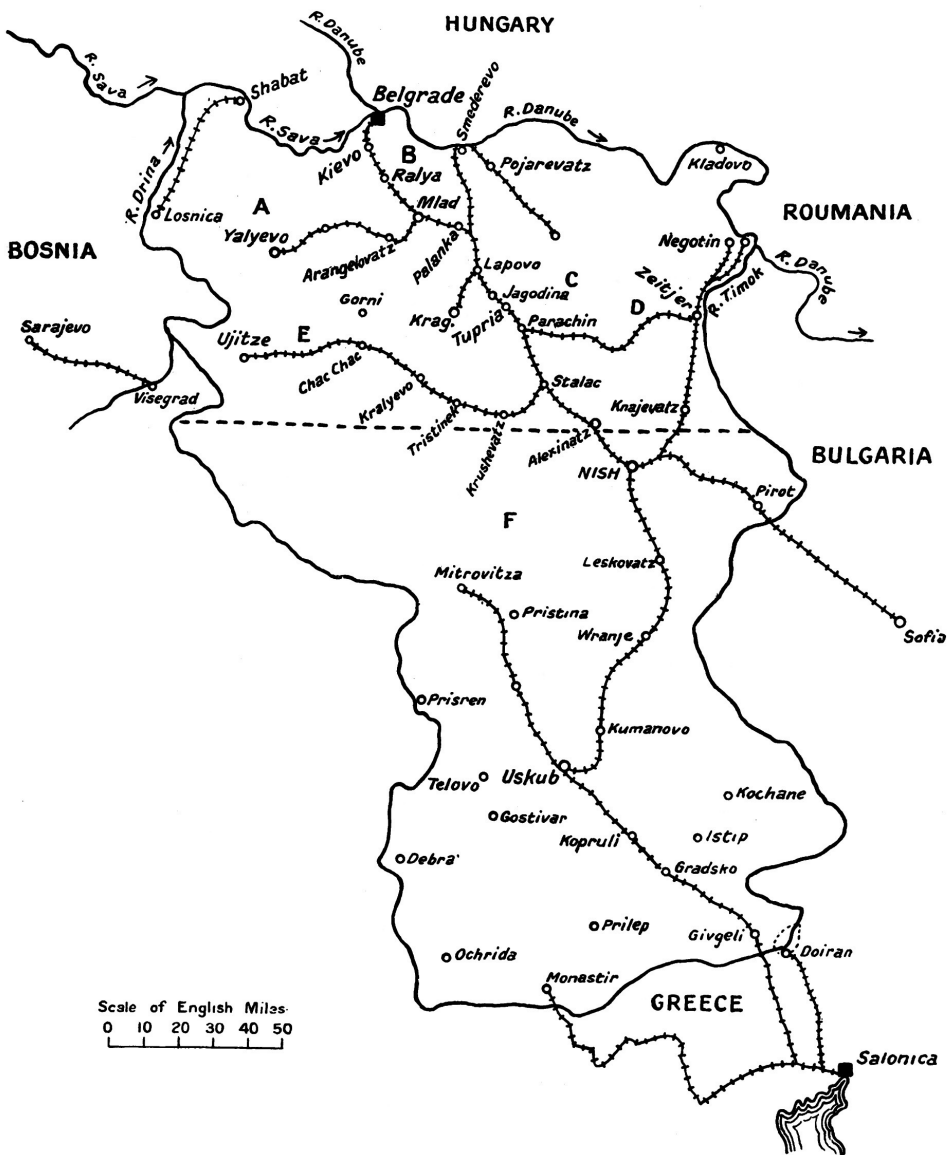 HUNGARY
R. Sava
R. Danube
Shabat
Belgrade
R. Sava
Smederevo
R. Danube
Kladovo
R. Drina
Kievo
B
Ralya
Pojarevatz
Losnica
A
Mlad
ROUMANIA
BOSNIA
Yalyevo
Arangelovatz
Palanka
Negotin
R. Danube
Lapovo
C
Zeitjer
R. Timok
Gorni
Krag.
Jagodina
Tupria
D
Parachin
Sarajevo
Ujitze
E
Chac Chac
Visegrad
Kralyevo
Stalac
Tristinek
Krushevatz
Knajevatz
Alexinatz
BULGARIA
NISH
Pirot
F
Leskovatz
Mitrovitza
Pristina
Wranje
Sofia
Prisren
Kumanovo
Uskub
Telovo
Kochane
Gostivar
Kopruli
Istip
Debra
Gradsko
Prilep
Givgeli
Doiran
Ochrida
Monastir
GREECE
Scale of English Miles.
0 10 20 30 40 50
Salonica